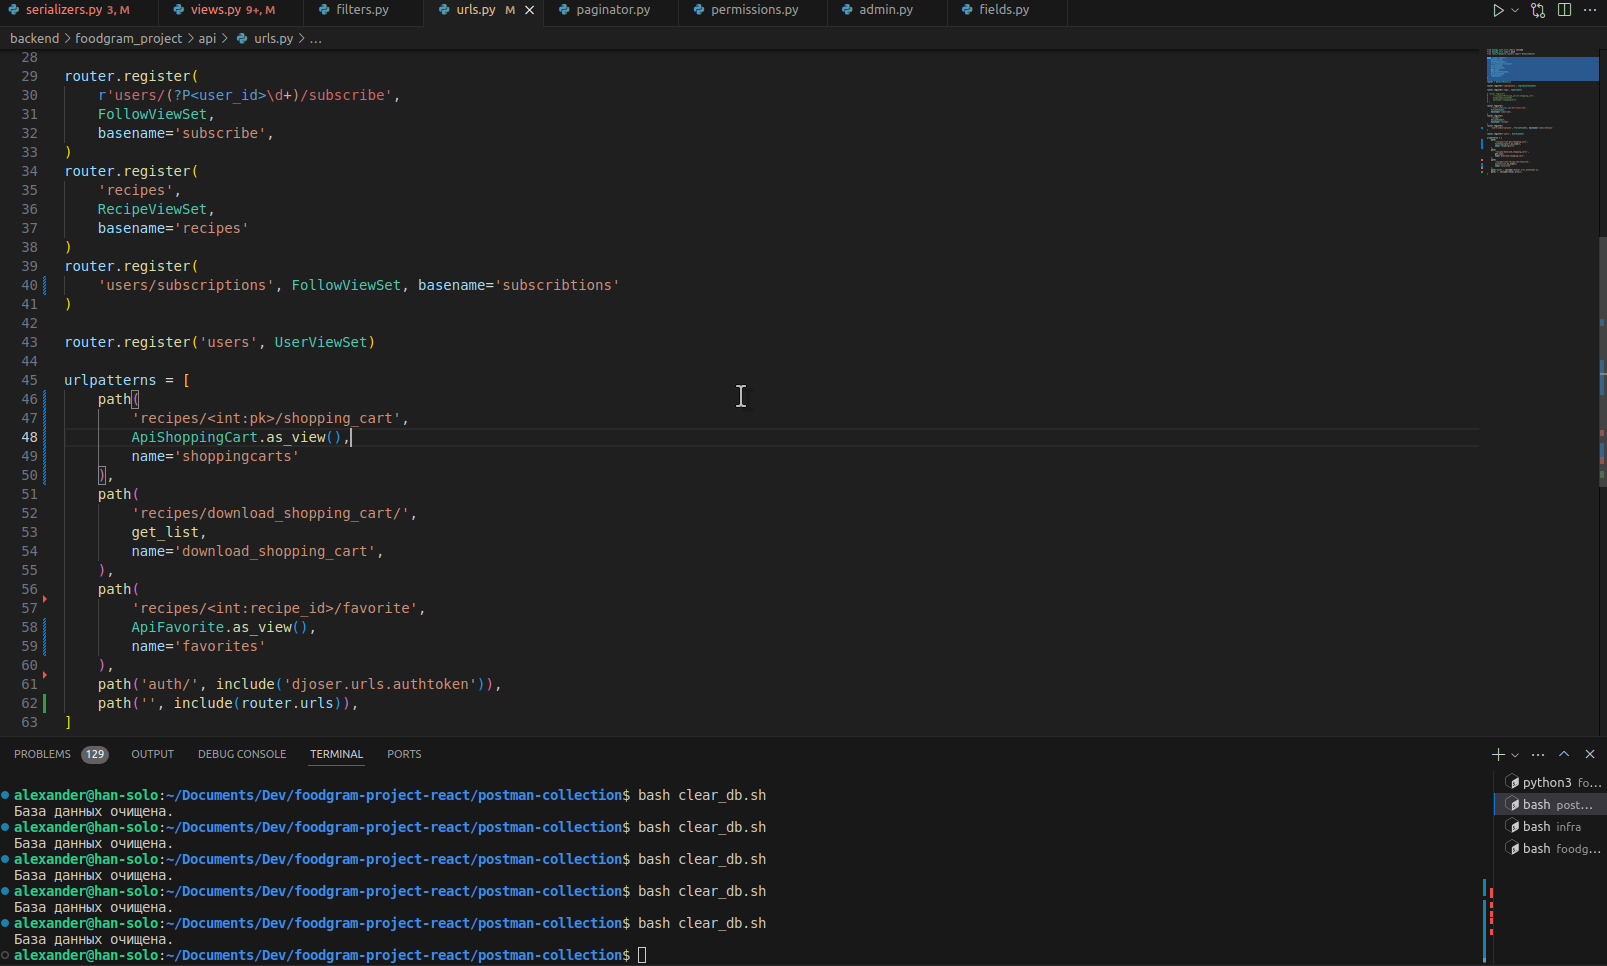 serializers.py 3, M
views.py 9+, M
filters.py
urls.py M
paginator.py
permissions.py
admin.py
fields.py
backend > foodgram_project > api > urls.py > ...
28
29 router.register(
30 r'users/(?P<user_id>\d+)/subscribe',
31 FollowViewSet,
32 basename='subscribe',
33 )
34 router.register(
35 'recipes',
36 RecipeViewSet,
37 basename='recipes'
38 )
39 router.register(
40 'users/subscriptions', FollowViewSet, basename='subscribtions'
41 )
42
43 router.register('users', UserViewSet)
44
45 urlpatterns = [
46 path(
47 'recipes/<int:pk>/shopping_cart',
48 ApiShoppingCart.as_view(),
49 name='shoppingcarts'
50 ),
51 path(
52 'recipes/download_shopping_cart/',
53 get_list,
54 name='download_shopping_cart',
55 ),
56 path(
57 'recipes/<int:recipe_id>/favorite',
58 ApiFavorite.as_view(),
59 name='favorites'
60 ),
61 path('auth/', include('djoser.urls.authtoken')),
62 path('', include(router.urls)),
63 ]
PROBLEMS 129 OUTPUT DEBUG CONSOLE TERMINAL PORTS
alexander@han-solo:~/Documents/Dev/foodgram-project-react/postman-collection$ bash clear_db.sh
База данных очищена.
alexander@han-solo:~/Documents/Dev/foodgram-project-react/postman-collection$ bash clear_db.sh
База данных очищена.
alexander@han-solo:~/Documents/Dev/foodgram-project-react/postman-collection$ bash clear_db.sh
База данных очищена.
alexander@han-solo:~/Documents/Dev/foodgram-project-react/postman-collection$ bash clear_db.sh
База данных очищена.
alexander@han-solo:~/Documents/Dev/foodgram-project-react/postman-collection$ bash clear_db.sh
База данных очищена.
alexander@han-solo:~/Documents/Dev/foodgram-project-react/postman-collection$
python3 fo...
bash post...
bash infra
bash foodg...